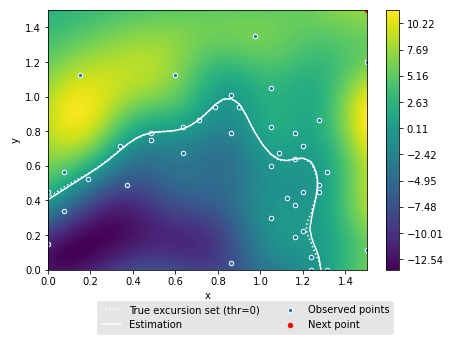 1.4
1.2
1.0
0.8
0.6
0.4
0.2
0.0
y
0.0 0.2 0.4 0.6 0.8 1.0 1.2 1.4
x
10.22
7.69
5.16
2.63
0.11
−2.42
−4.95
−7.48
−10.01
−12.54
True excursion set (thr=0)
Estimation
Observed points
Next point